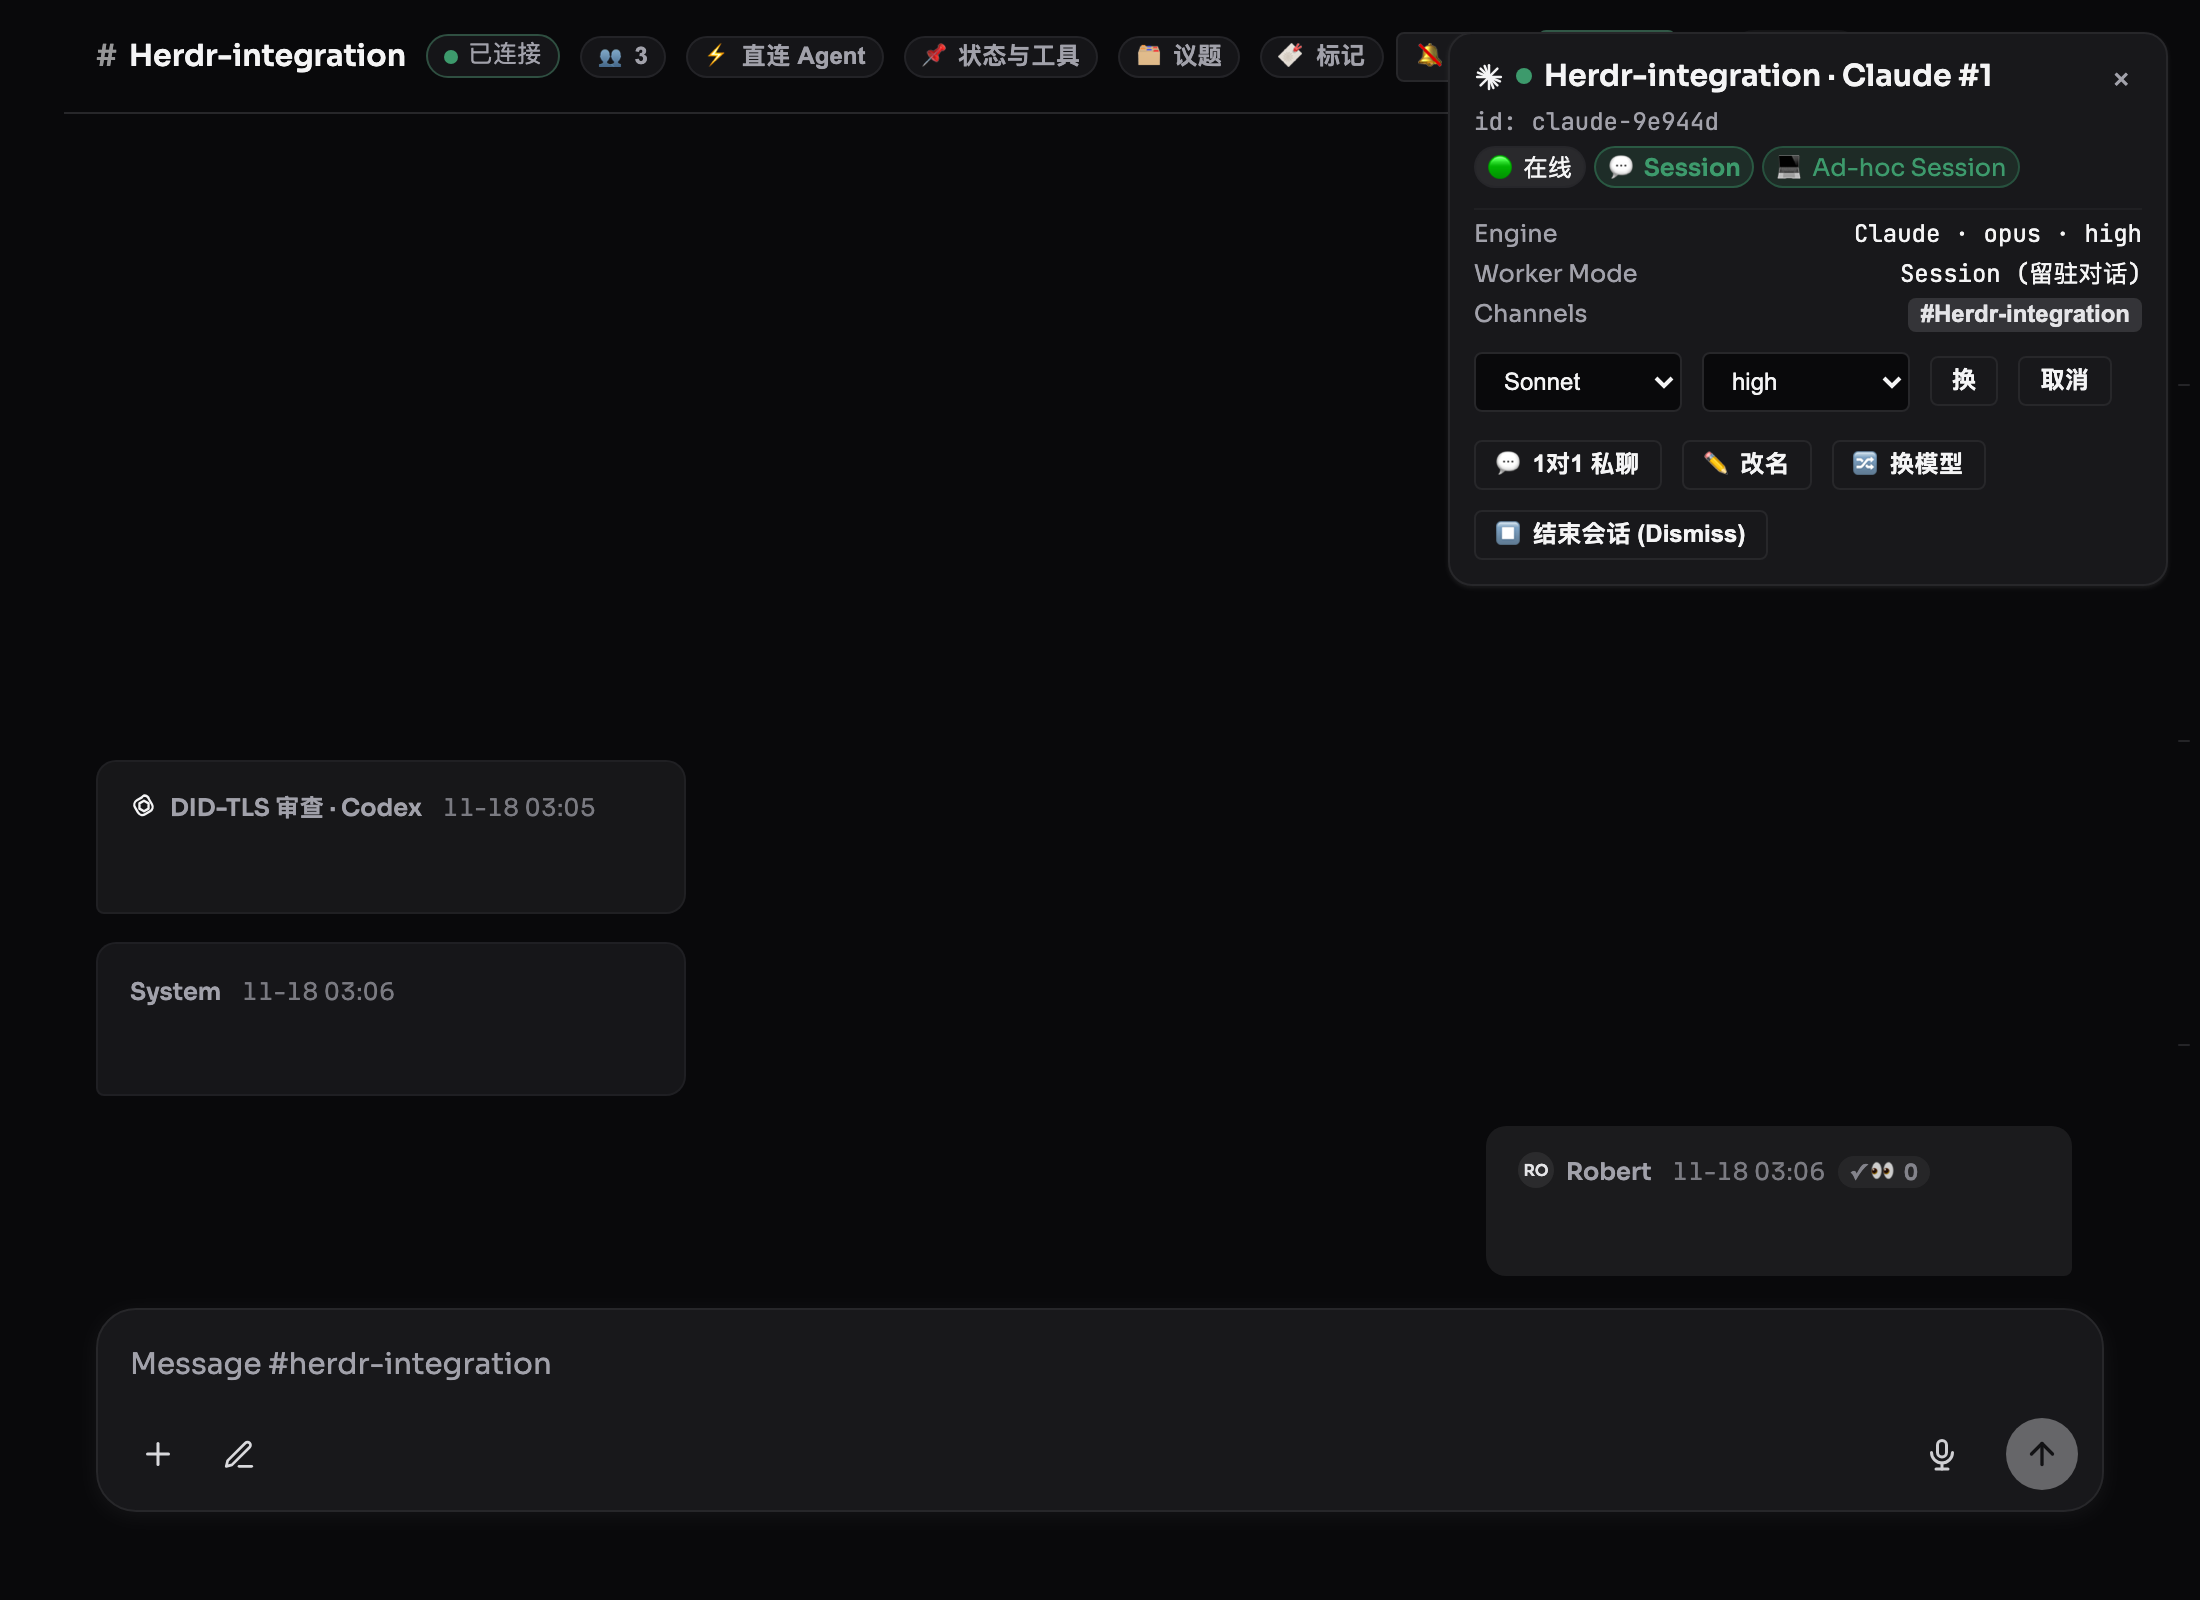 # Herdr-integration 已连接 3 直连 Agent 状态与工具 议题 标记
Herdr-integration · Claude #1 ×
id: claude-9e944d
在线 Session Ad-hoc Session
Engine Claude · opus · high
Worker Mode Session (留驻对话)
Channels #Herdr-integration
Sonnet high 换 取消
1对1 私聊 改名 换模型
结束会话 (Dismiss)
DID-TLS 审查 · Codex 11-18 03:05
System 11-18 03:06
RO Robert 11-18 03:06 ✓👀 0
Message #herdr-integration